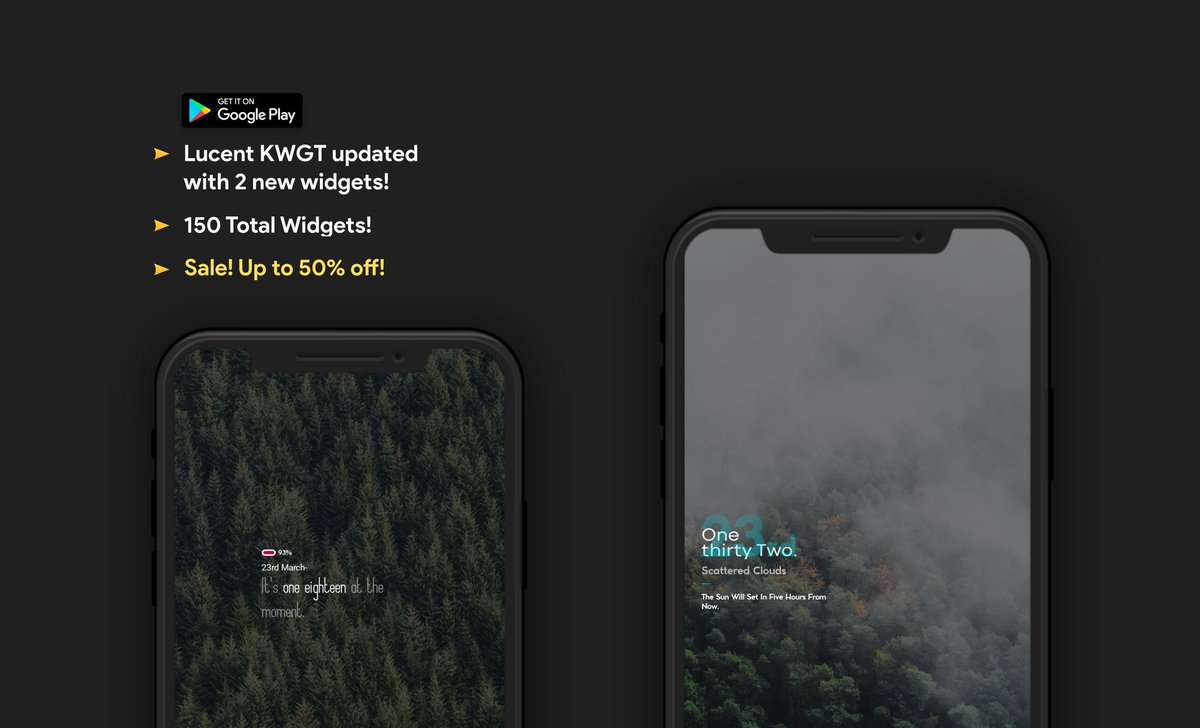 GET IT ON
Google Play
Lucent KWGT updated
with 2 new widgets!
150 Total Widgets!
Sale! Up to 50% off!
93%
23rd March-
It's one eighteen at the
moment.
23rd
One
thirty Two.
Scattered Clouds
The Sun Will Set In Five Hours From
Now.